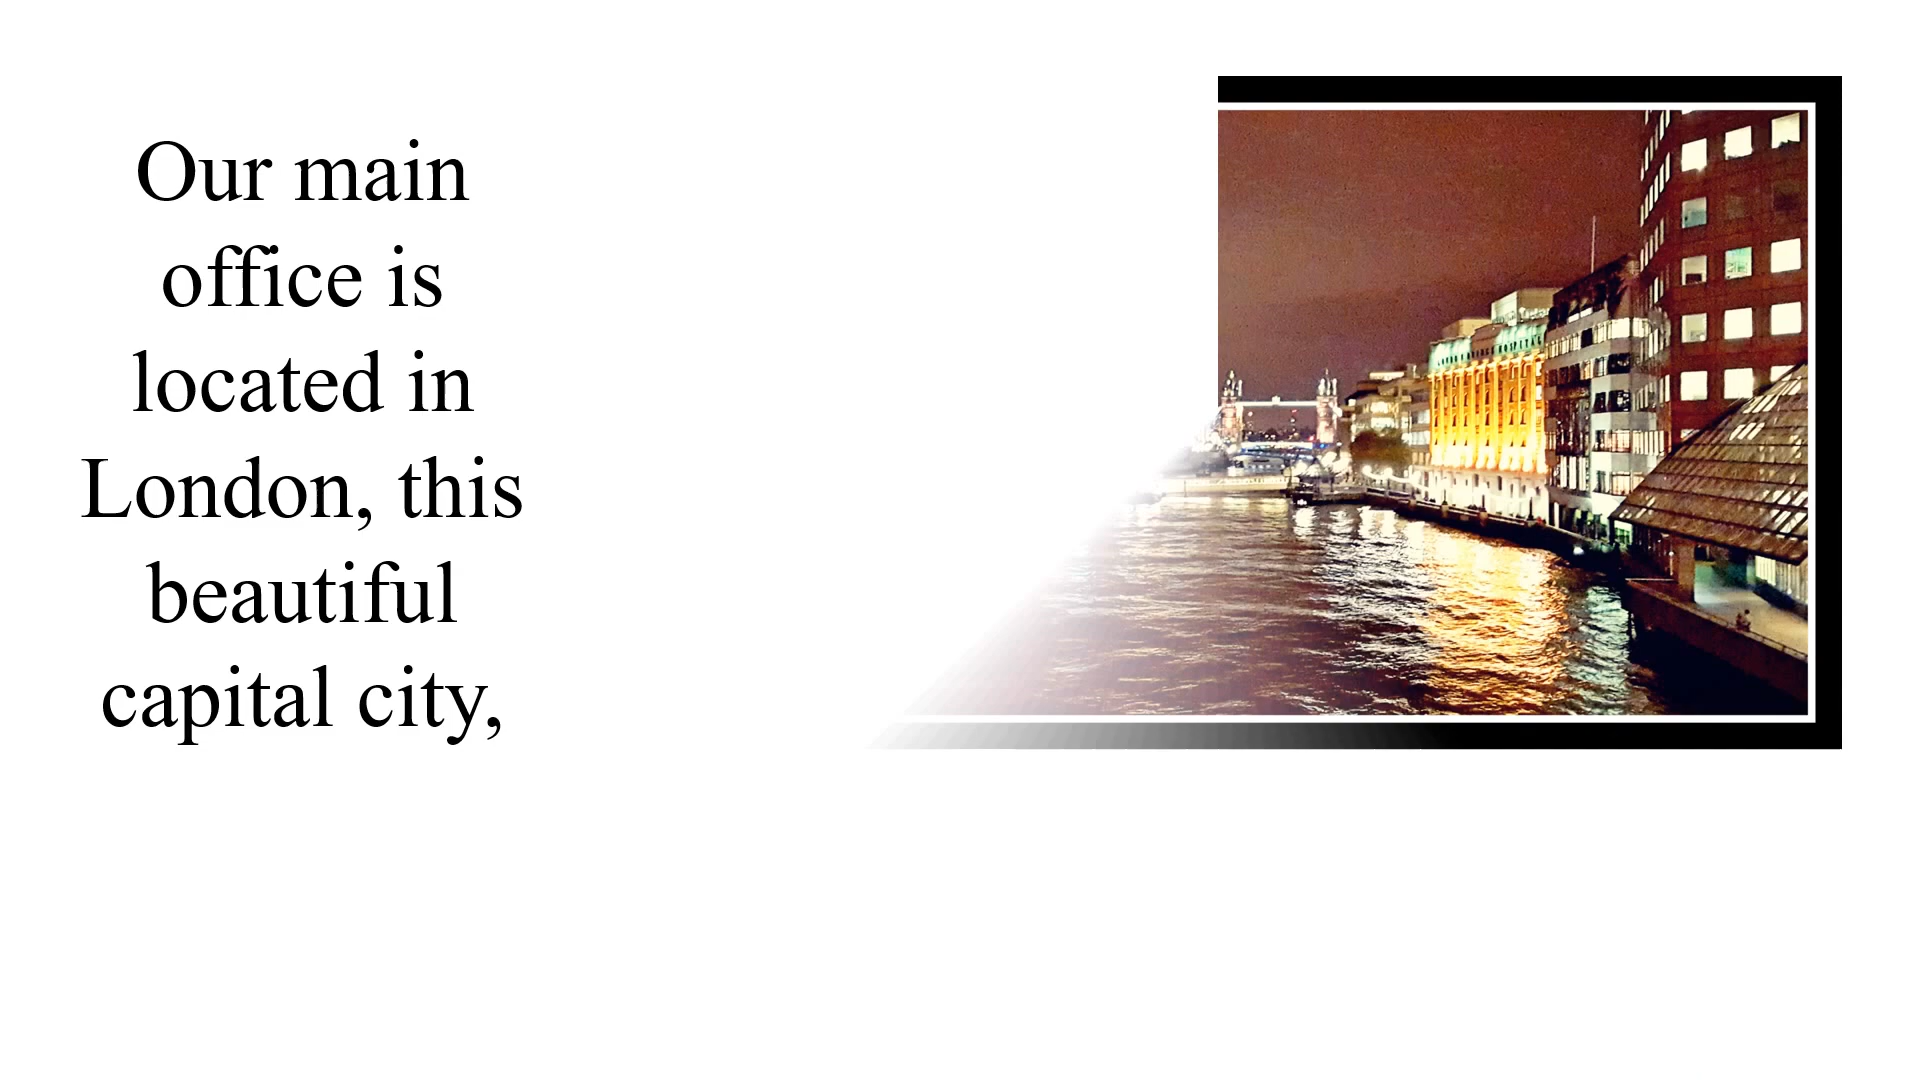 Our main
office is
located in
London, this
beautiful
capital city,